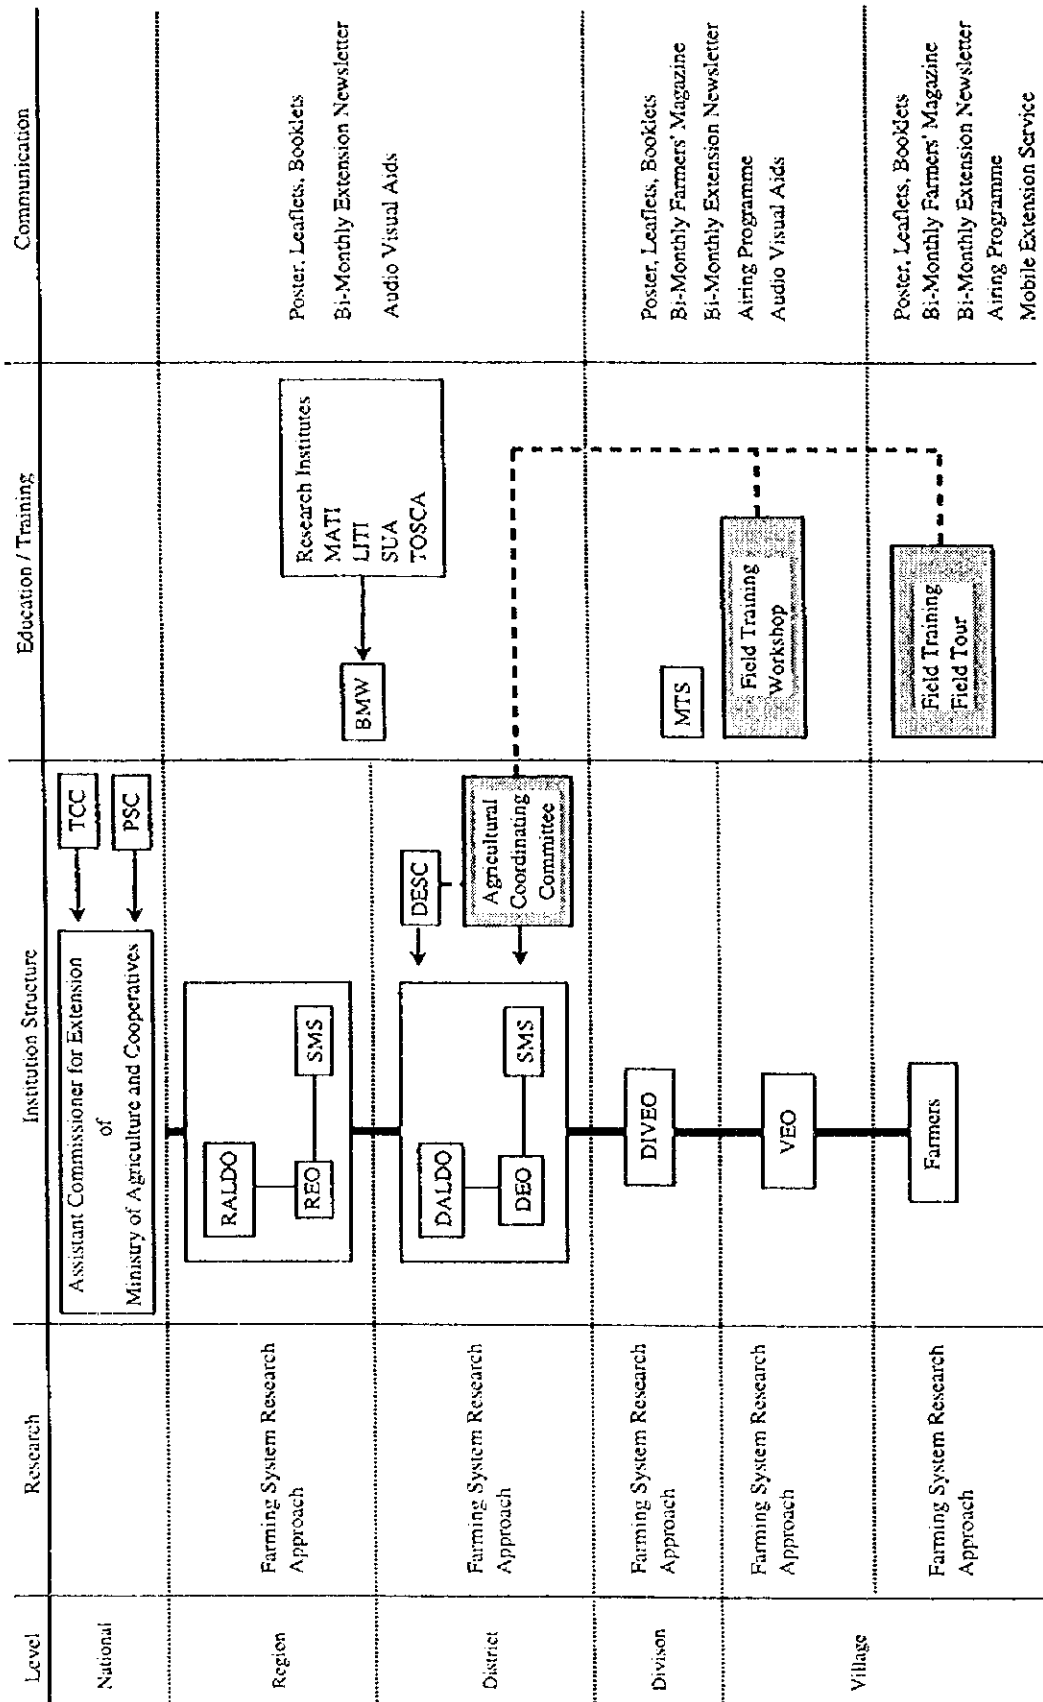 Level
Research
Institution Structure
Education / Training
Communication
National
Assistant Commissioner for Extension
of
Ministry of Agriculture and Cooperatives
TCC
PSC
Region
Farming System Research
Approach
RALDO
REO
SMS
BMW
Research Institutes
MATI
LITI
SUA
TOSCA
Poster, Leaflets, Booklets
Bi-Monthly Extension Newsletter
Audio Visual Aids
District
Farming System Research
Approach
DALDO
DEO
SMS
DESC
Agricultural
Coordinating
Committee
Divison
Farming System Research
Approach
DIVEO
MTS
Poster, Leaflets, Booklets
Bi-Monthly Farmers' Magazine
Bi-Monthly Extension Newsletter
Airing Programme
Audio Visual Aids
Village
Farming System Research
Approach
VEO
Field Training
Workshop
Farming System Research
Approach
Farmers
Field Training
Field Tour
Poster, Leaflets, Booklets
Bi-Monthly Farmers' Magazine
Bi-Monthly Extension Newsletter
Airing Programme
Mobile Extension Service